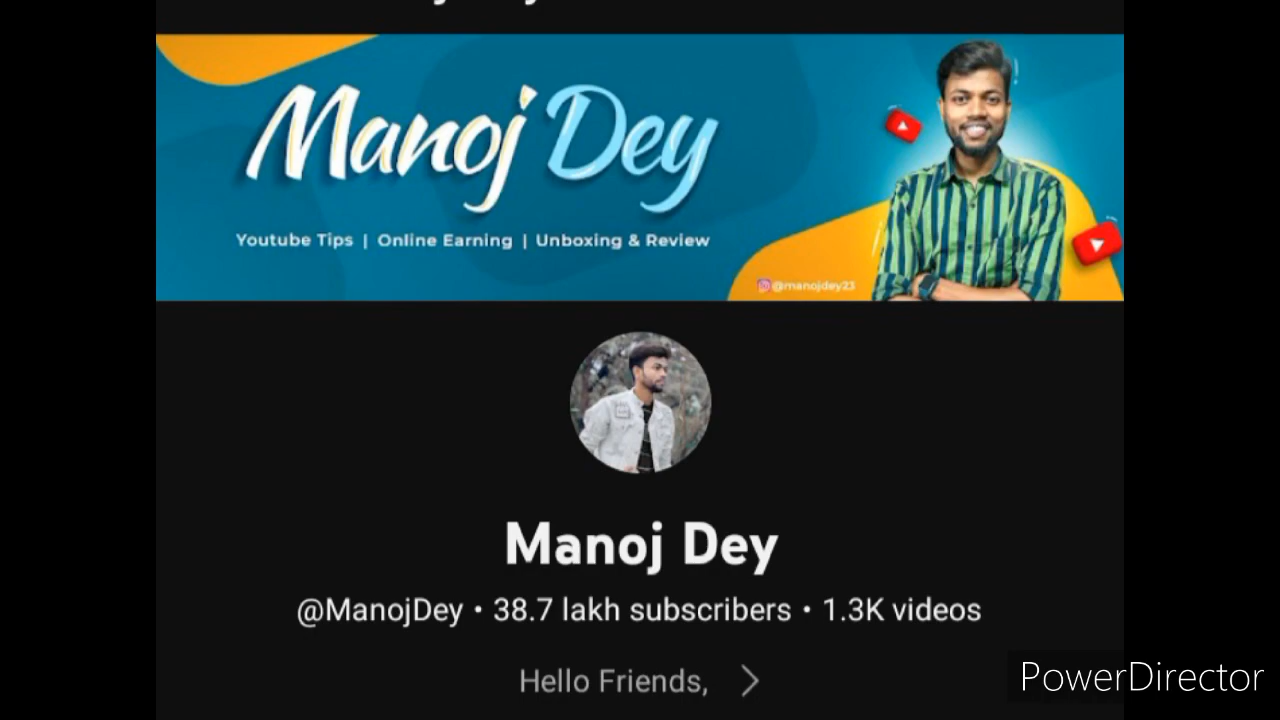 Manoj Dey
Youtube Tips | Online Earning | Unboxing & Review
@manojdey23
Manoj Dey
@ManojDey • 38.7 lakh subscribers • 1.3K videos
Hello Friends,
PowerDirector